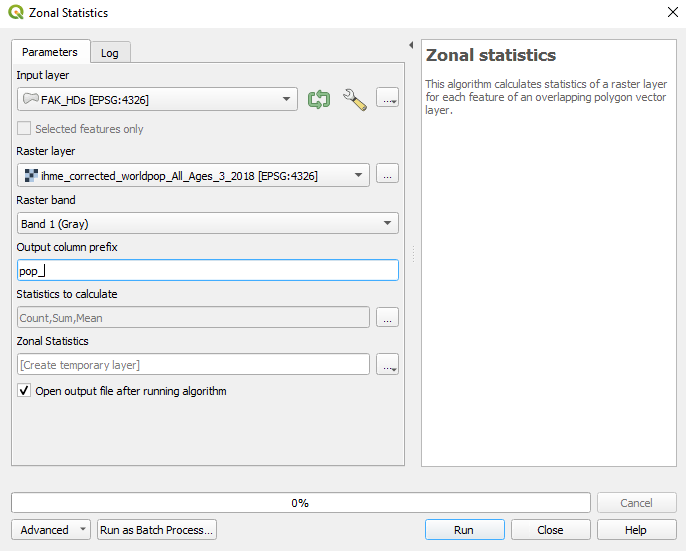 Zonal Statistics
Parameters
Log
Input layer
FAK_HDs [EPSG:4326]
...
Selected features only
Raster layer
ihme_corrected_worldpop_All_Ages_3_2018 [EPSG:4326]
...
Raster band
Band 1 (Gray)
Output column prefix
pop_
Statistics to calculate
Count,Sum,Mean
...
Zonal Statistics
[Create temporary layer]
...
Open output file after running algorithm
Zonal statistics
This algorithm calculates statistics of a raster layer
for each feature of an overlapping polygon vector
layer.
0%
Cancel
Advanced
Run as Batch Process...
Run
Close
Help